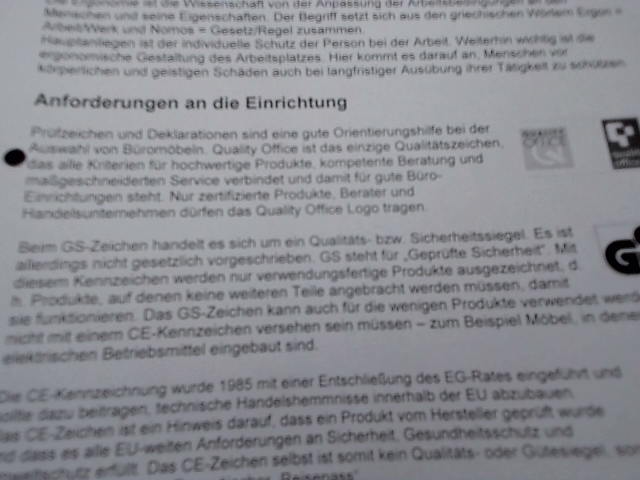 Die Ergonomie ist die Wissenschaft von der Anpassung der Arbeitsbedingungen an den
Menschen und seine Eigenschaften. Der Begriff setzt sich aus den griechischen Wörtern Ergon =
Arbeit/Werk und Nomos = Gesetz/Regel zusammen.
Hauptanliegen ist der individuelle Schutz der Person bei der Arbeit. Weiterhin wichtig ist die
ergonomische Gestaltung des Arbeitsplatzes. Hier kommt es darauf an, Menschen vor
körperlichen und geistigen Schäden auch bei langfristiger Ausübung ihrer Tätigkeit zu schützen.
Anforderungen an die Einrichtung
Prüfzeichen und Deklarationen sind eine gute Orientierungshilfe bei der
Auswahl von Büromöbeln. Quality Office ist das einzige Qualitätszeichen,
das alle Kriterien für hochwertige Produkte, kompetente Beratung und
maßgeschneiderten Service verbindet und damit für gute Büro-
Einrichtungen steht. Nur zertifizierte Produkte, Berater und
Handelsunternehmen dürfen das Quality Office Logo tragen.
QUALITY
OFFICE
office
Beim GS-Zeichen handelt es sich um ein Qualitäts- bzw. Sicherheitssiegel. Es ist
allerdings nicht gesetzlich vorgeschrieben. GS steht für „Geprüfte Sicherheit". Mit
diesem Kennzeichen werden nur verwendungsfertige Produkte ausgezeichnet, d.
h. Produkte, auf denen keine weiteren Teile angebracht werden müssen, damit
sie funktionieren. Das GS-Zeichen kann auch für die wenigen Produkte verwendet werd
nicht mit einem CE-Kennzeichen versehen sein müssen – zum Beispiel Möbel, in denen
elektrischen Betriebsmittel eingebaut sind.
Die CE-Kennzeichnung wurde 1985 mit einer Entschließung des EG-Rates eingeführt und
sollte dazu beitragen, technische Handelshemmnisse innerhalb der EU abzubauen.
Das CE-Zeichen ist ein Hinweis darauf, dass ein Produkt vom Hersteller geprüft wurde
nd dass es alle EU-weiten Anforderungen an Sicherheit, Gesundheitsschutz und
mweltschutz erfüllt. Das CE-Zeichen selbst ist somit kein Qualitäts- oder Gütesiegel, son
„Reisepass"